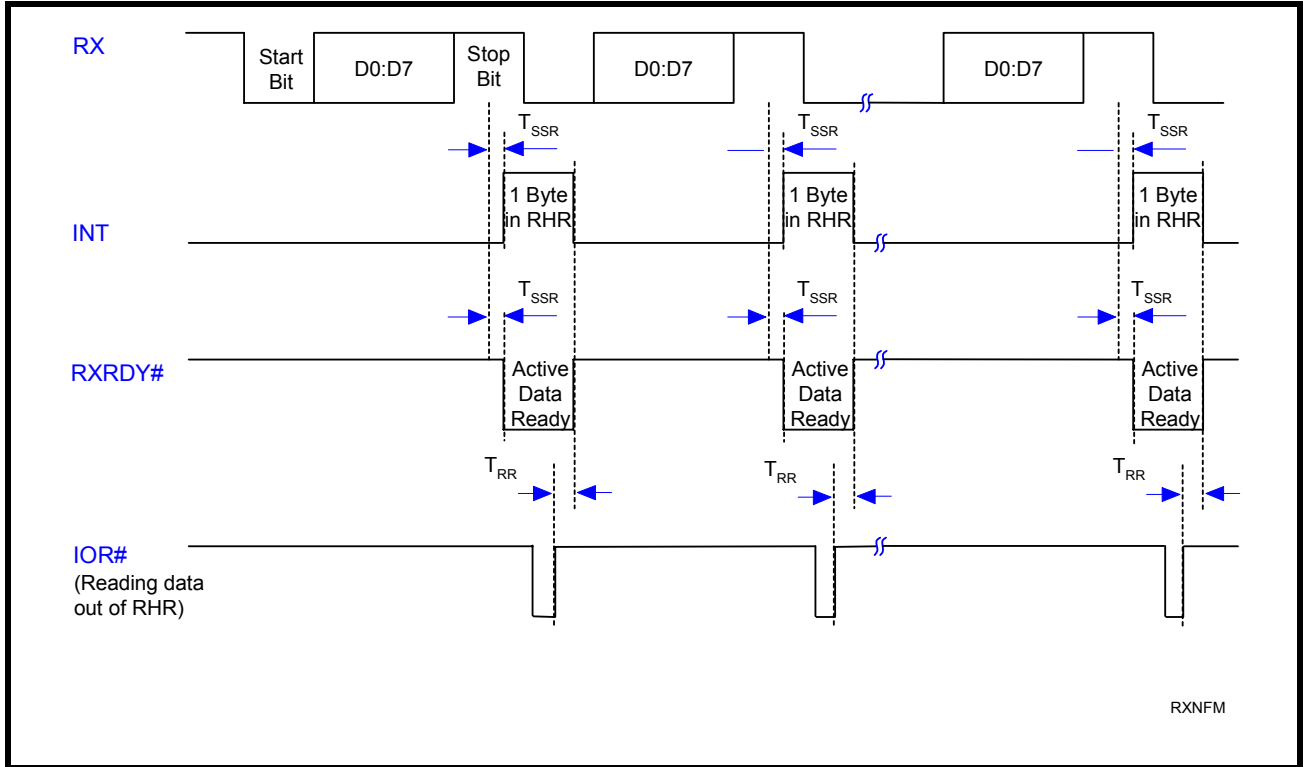 RX
Start
Bit
D0:D7
Stop
Bit
D0:D7
D0:D7
TSSR
TSSR
TSSR
INT
1 Byte
in RHR
1 Byte
in RHR
1 Byte
in RHR
TSSR
TSSR
TSSR
RXRDY#
Active
Data
Ready
Active
Data
Ready
Active
Data
Ready
TRR
TRR
TRR
IOR#
(Reading data
out of RHR)
RXNFM